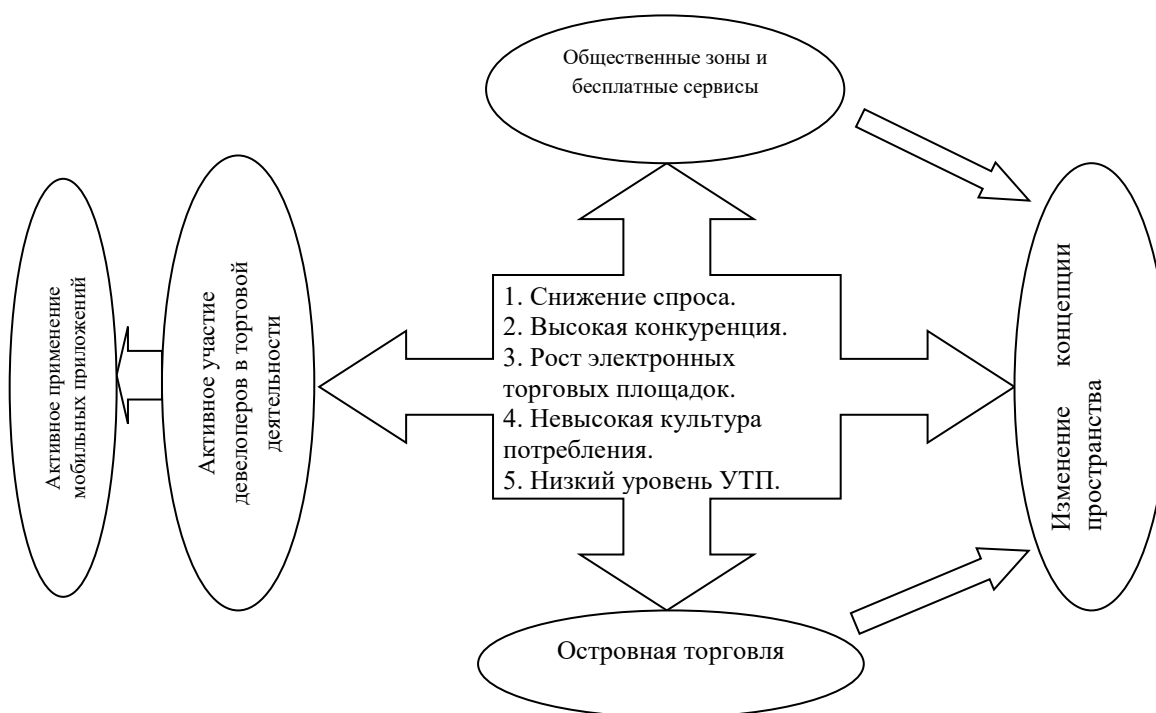 Общественные зоны и
бесплатные сервисы
Активное применение
мобильных приложений
Активное участие
девелоперов в торговой
деятельности
1. Снижение спроса.
2. Высокая конкуренция.
3. Рост электронных
торговых площадок.
4. Невысокая культура
потребления.
5. Низкий уровень УТП.
Изменение концепции
пространства
Островная торговля